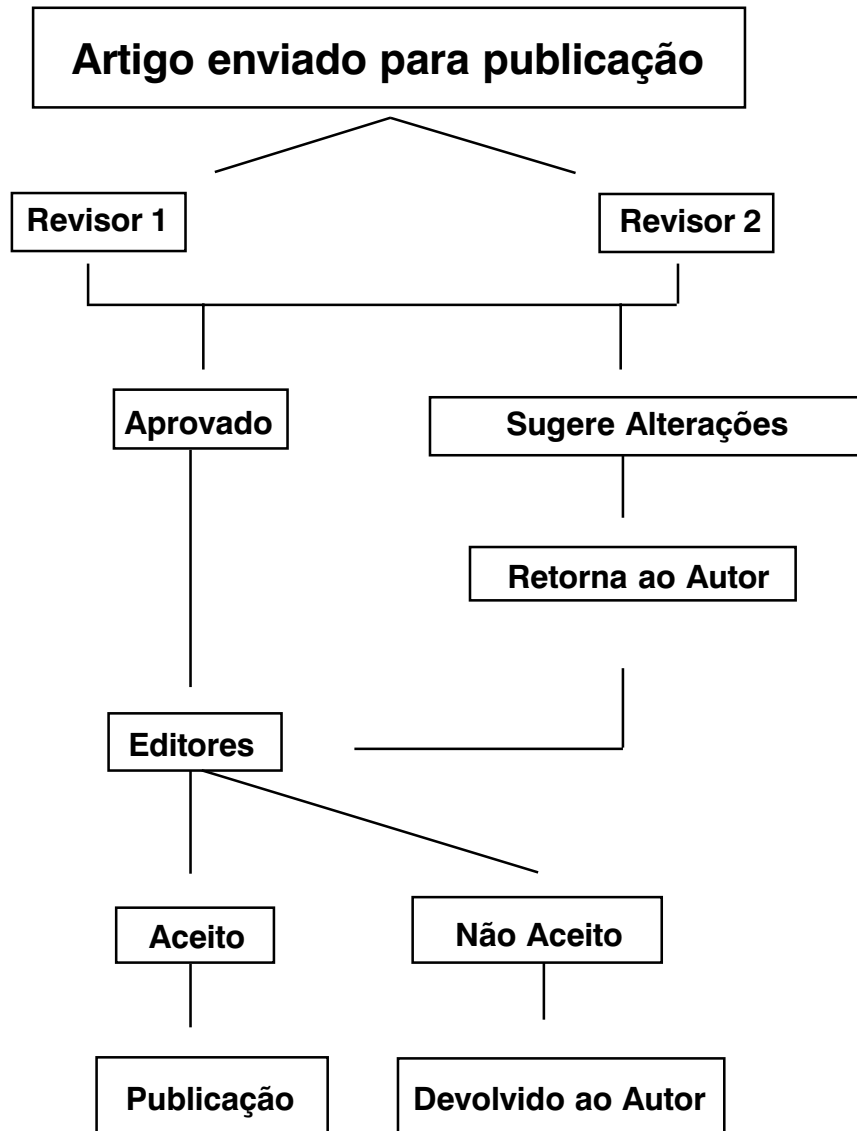 Artigo enviado para publicação
Revisor 1
Revisor 2
Aprovado
Sugere Alterações
Retorna ao Autor
Editores
Aceito
Não Aceito
Publicação
Devolvido ao Autor